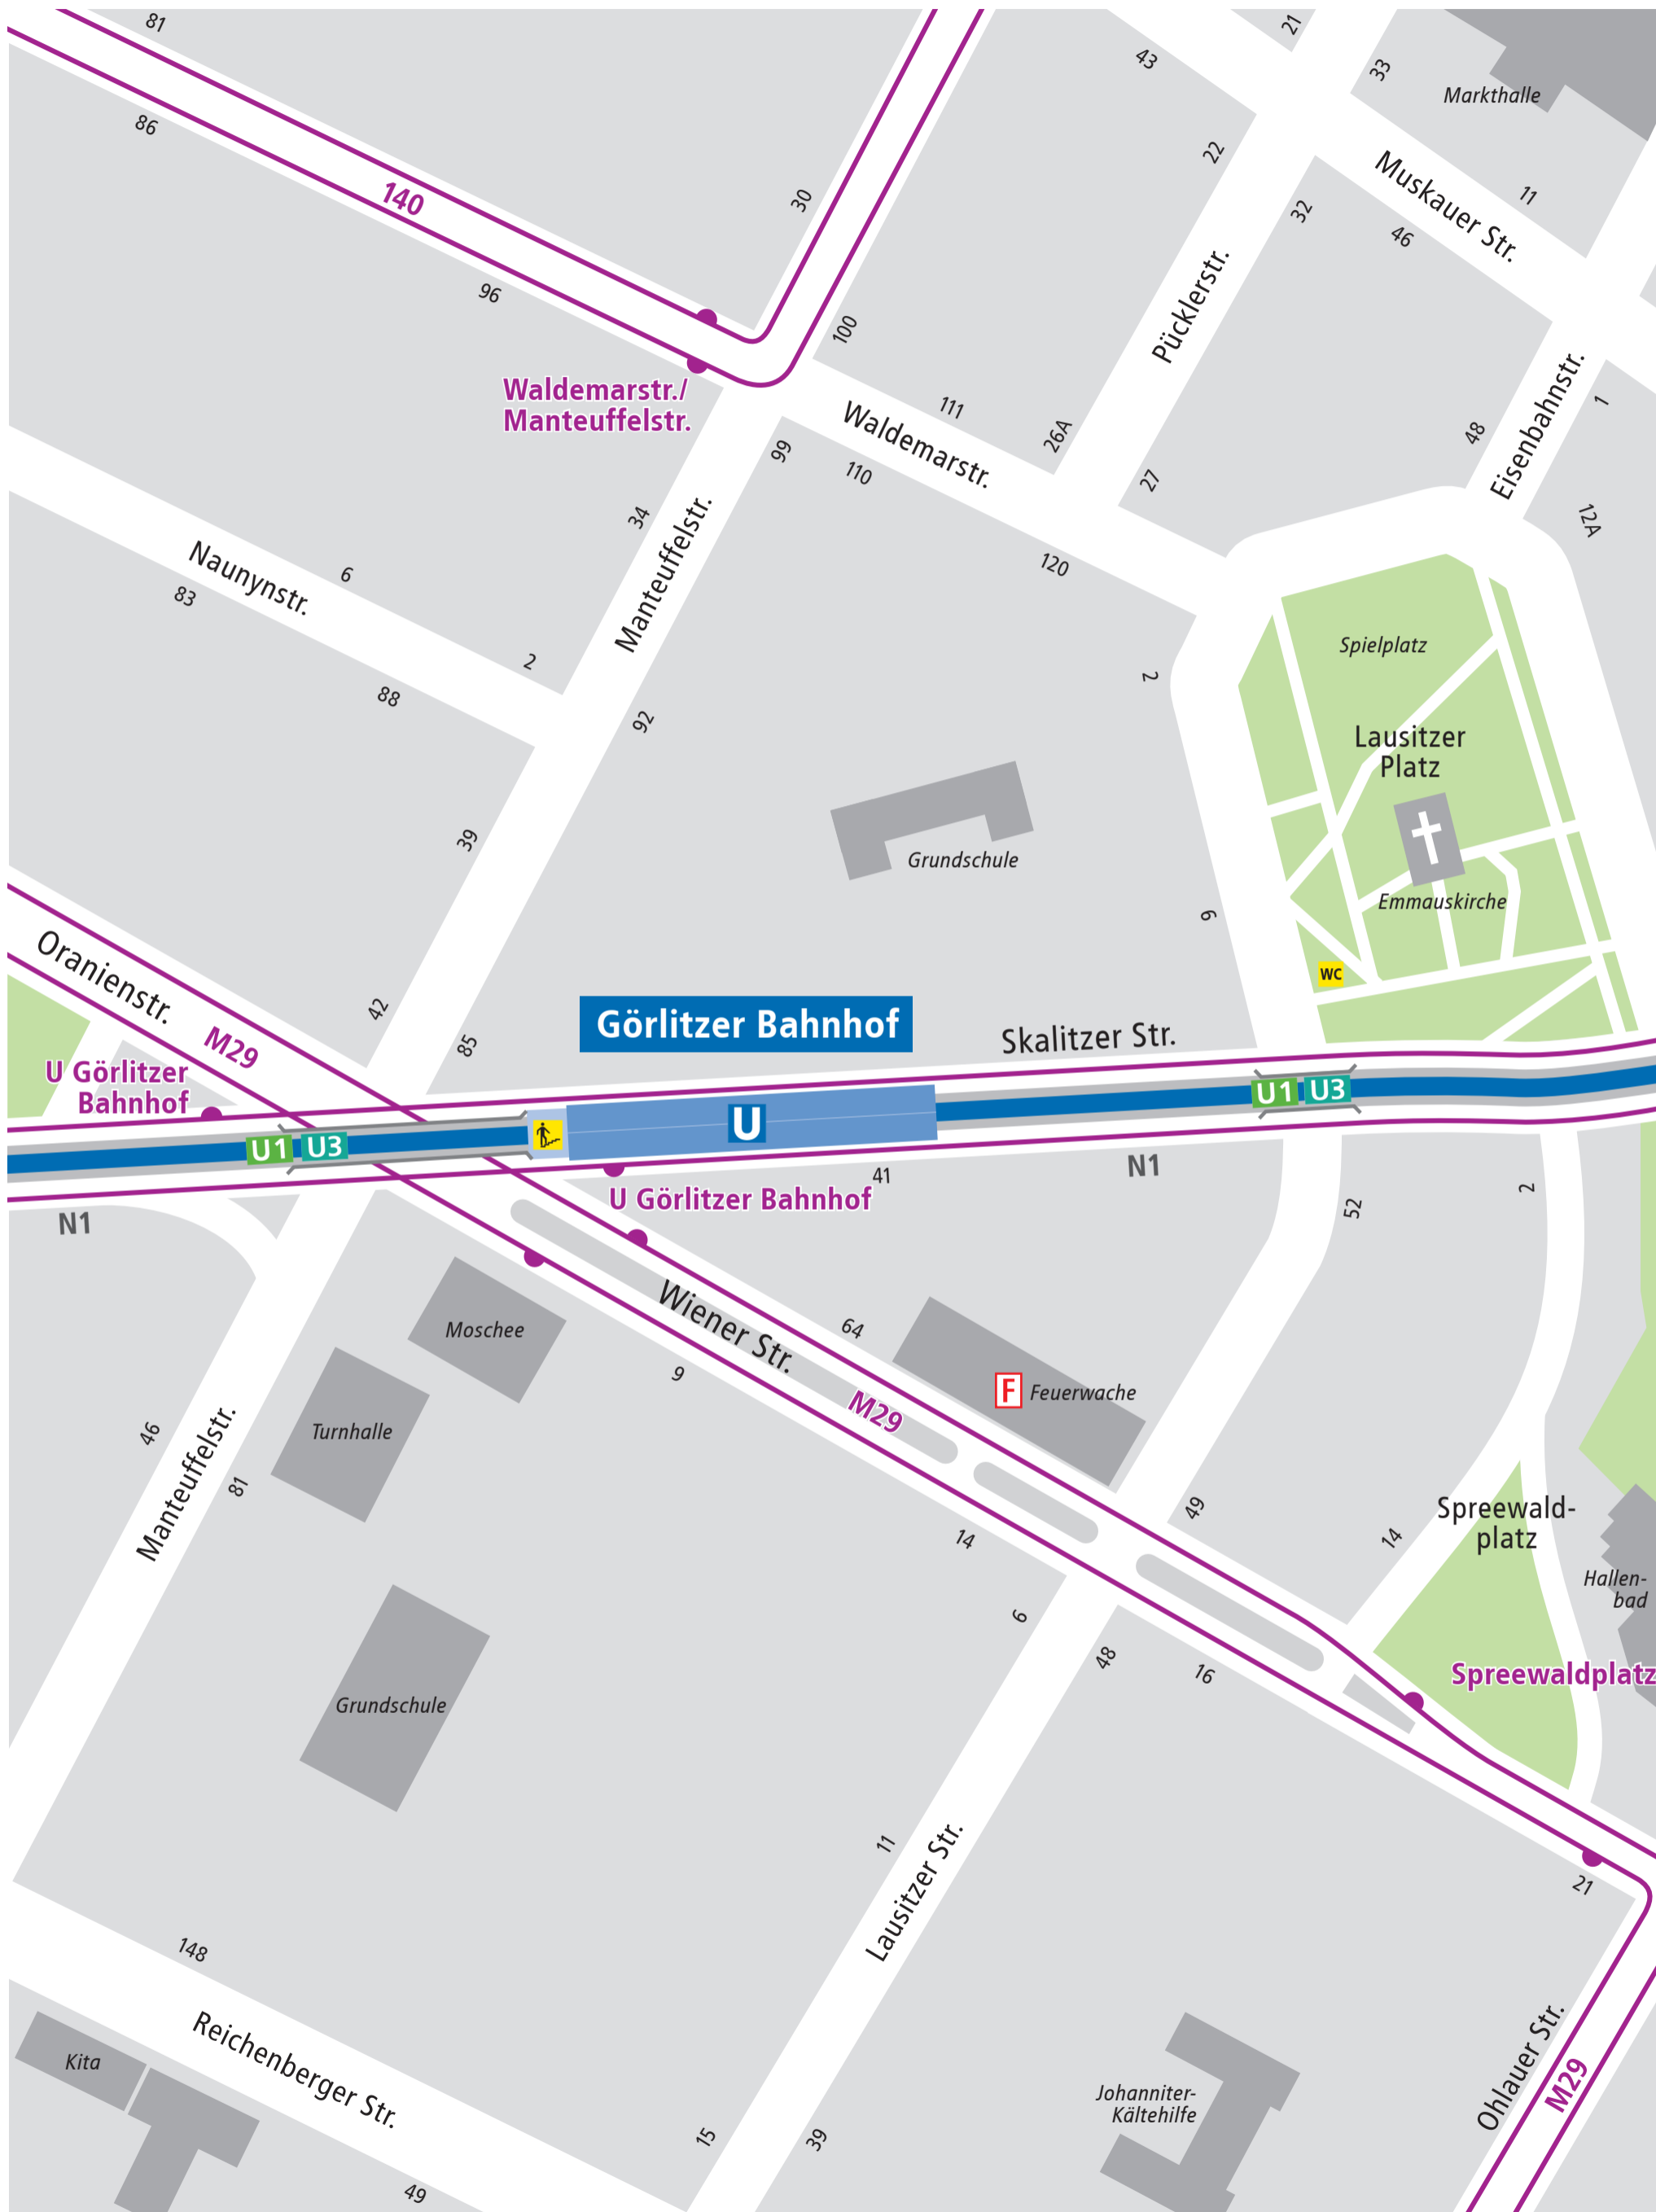 81
21
43
33
Markthalle
86
22
Muskauer Str.
11
140
30
32
46
96
Pücklerstr.
100
Waldemarstr./
Manteuffelstr.
Waldemarstr.
111
26A
48
Eisenbahnstr.
1
99
110
27
12A
34
Manteuffelstr.
Naunynstr.
6
83
120
Spielplatz
2
2
88
92
Lausitzer
Platz
39
Grundschule
Emmauskirche
6
Oranienstr.
WC
42
85
M29
Görlitzer Bahnhof
Skalitzer Str.
U Görlitzer
Bahnhof
U1 U3
U1 U3
U
41
N1
U Görlitzer Bahnhof
N1
52
2
Moschee
Wiener Str.
64
9
F Feuerwache
M29
Turnhalle
46
Manteuffelstr.
81
14
49
14
Spreewald-
platz
Hallen-
bad
6
48
16
Spreewaldplatz
Grundschule
11
Lausitzer Str.
21
148
Reichenberger Str.
Kita
Ohlauer Str.
M29
Johanniter-
Kältehilfe
15
39
49